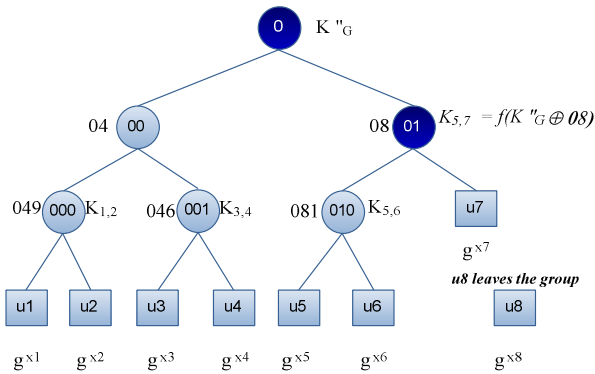 0 K "G
04 00 08 01 K5,7 = f(K "G ⊕ 08)
049 000 K1,2 046 001 K3,4 081 010 K5,6 u7
gx7
u8 leaves the group
u1 u2 u3 u4 u5 u6 u8
gx1 gx2 gx3 gx4 gx5 gx6 gx8